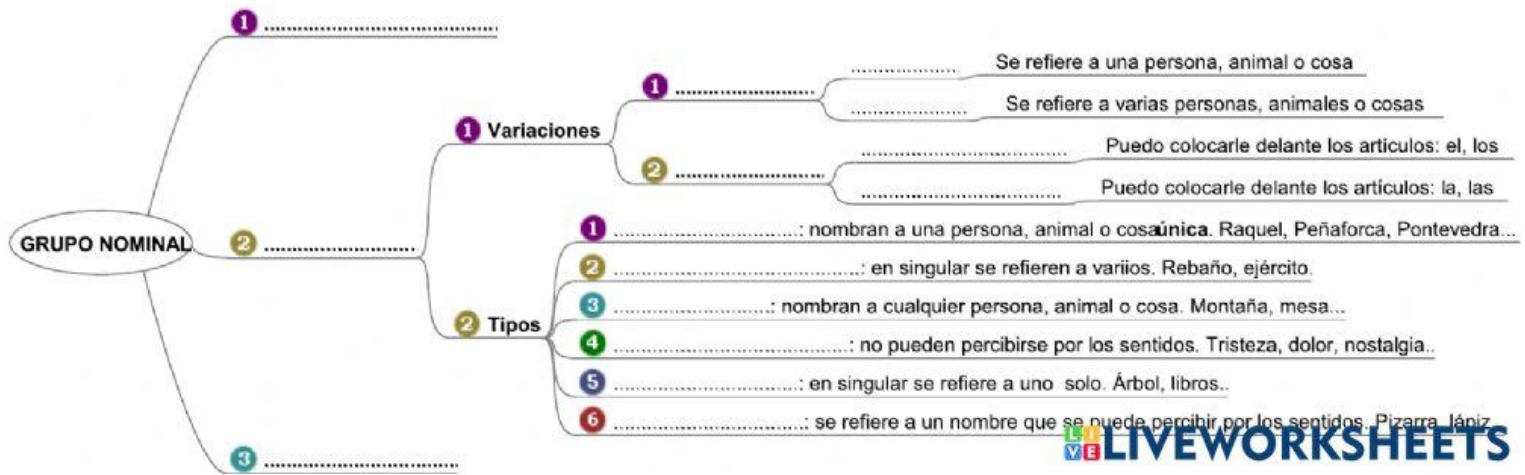 1 ................................................
Se refiere a una persona, animal o cosa
....................
1 ..........................
Se refiere a varias personas, animales o cosas
.....................
1 Variaciones
Puedo colocarle delante los artículos: el, los
.....................................
2 ............................
Puedo colocarle delante los artículos: la, las
.....................................
1 ....................................: nombran a una persona, animal o cosa única. Raquel, Peñaforca, Pontevedra...
GRUPO NOMINAL
2 ............................
2 ................................................: en singular se refieren a variios. Rebaño, ejército.
3 ..............................: nombran a cualquier persona, animal o cosa. Montaña, mesa...
2 Tipos
4 .............................................: no pueden percibirse por los sentidos. Tristeza, dolor, nostalgia..
5 ....................................: en singular se refiere a uno solo. Árbol, libros..
6 .....................................: se refiere a un nombre que se puede percibir por los sentidos. Pizarra, lápiz
LIVE LIVEWORKSHEETS
3 ....................................